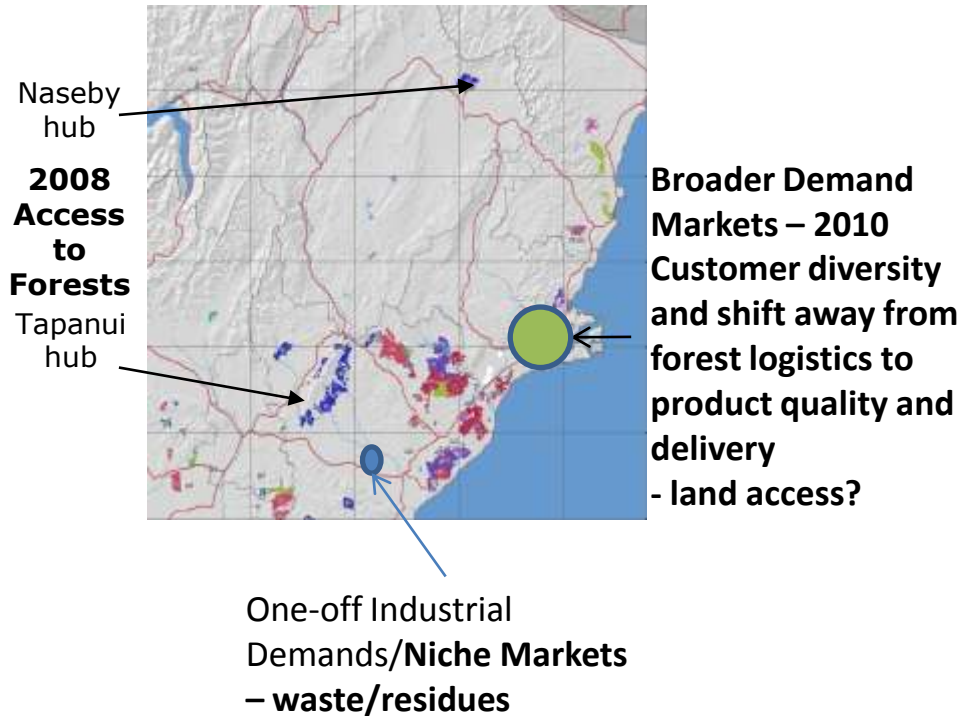 Naseby
hub
2008
Access
to
Forests
Tapanui
hub
Broader Demand
Markets – 2010
Customer diversity
and shift away from
forest logistics to
product quality and
delivery
- land access?
One-off Industrial
Demands/Niche Markets
– waste/residues